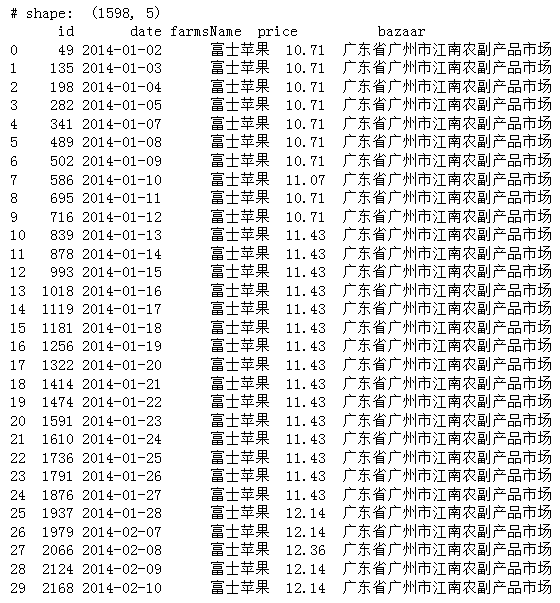 # shape: (1598, 5)
id date farmsName price bazaar
0 49 2014-01-02 富士苹果 10.71 广东省广州市江南农副产品市场
1 135 2014-01-03 富士苹果 10.71 广东省广州市江南农副产品市场
2 198 2014-01-04 富士苹果 10.71 广东省广州市江南农副产品市场
3 282 2014-01-05 富士苹果 10.71 广东省广州市江南农副产品市场
4 341 2014-01-07 富士苹果 10.71 广东省广州市江南农副产品市场
5 489 2014-01-08 富士苹果 10.71 广东省广州市江南农副产品市场
6 502 2014-01-09 富士苹果 10.71 广东省广州市江南农副产品市场
7 586 2014-01-10 富士苹果 11.07 广东省广州市江南农副产品市场
8 695 2014-01-11 富士苹果 10.71 广东省广州市江南农副产品市场
9 716 2014-01-12 富士苹果 10.71 广东省广州市江南农副产品市场
10 839 2014-01-13 富士苹果 11.43 广东省广州市江南农副产品市场
11 878 2014-01-14 富士苹果 11.43 广东省广州市江南农副产品市场
12 993 2014-01-15 富士苹果 11.43 广东省广州市江南农副产品市场
13 1018 2014-01-16 富士苹果 11.43 广东省广州市江南农副产品市场
14 1119 2014-01-17 富士苹果 11.43 广东省广州市江南农副产品市场
15 1181 2014-01-18 富士苹果 11.43 广东省广州市江南农副产品市场
16 1256 2014-01-19 富士苹果 11.43 广东省广州市江南农副产品市场
17 1322 2014-01-20 富士苹果 11.43 广东省广州市江南农副产品市场
18 1414 2014-01-21 富士苹果 11.43 广东省广州市江南农副产品市场
19 1474 2014-01-22 富士苹果 11.43 广东省广州市江南农副产品市场
20 1591 2014-01-23 富士苹果 11.43 广东省广州市江南农副产品市场
21 1610 2014-01-24 富士苹果 11.43 广东省广州市江南农副产品市场
22 1736 2014-01-25 富士苹果 11.43 广东省广州市江南农副产品市场
23 1791 2014-01-26 富士苹果 11.43 广东省广州市江南农副产品市场
24 1876 2014-01-27 富士苹果 11.43 广东省广州市江南农副产品市场
25 1937 2014-01-28 富士苹果 12.14 广东省广州市江南农副产品市场
26 1979 2014-02-07 富士苹果 12.14 广东省广州市江南农副产品市场
27 2066 2014-02-08 富士苹果 12.36 广东省广州市江南农副产品市场
28 2124 2014-02-09 富士苹果 12.14 广东省广州市江南农副产品市场
29 2168 2014-02-10 富士苹果 12.14 广东省广州市江南农副产品市场